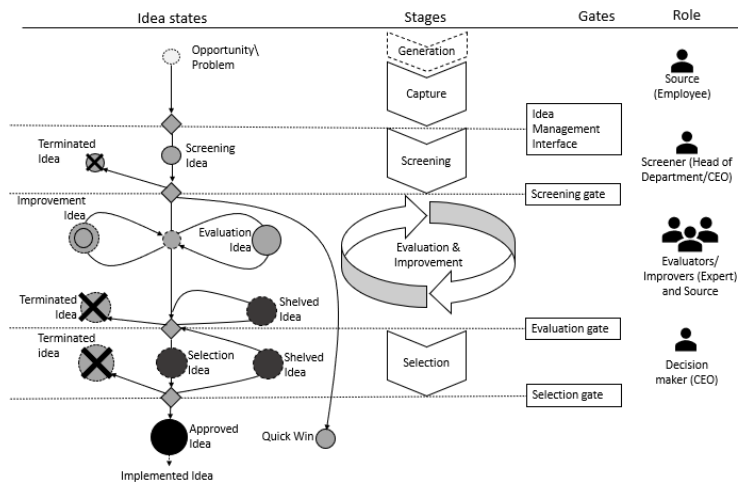 Idea states
Stages
Gates
Role
Opportunity\
Problem
Generation
Capture
Source
(Employee)
Idea
Management
Interface
Terminated
Idea
Screening
Idea
Screening
Screener (Head of
Department/CEO)
Screening gate
Improvement
Idea
Evaluation
Idea
Evaluation &
Improvement
Evaluators/
Improvers (Expert)
and Source
Terminated
Idea
Shelved
Idea
Evaluation gate
Terminated
idea
Selection
Idea
Shelved
Idea
Selection
Decision
maker (CEO)
Selection gate
Approved
Idea
Quick Win
Implemented Idea